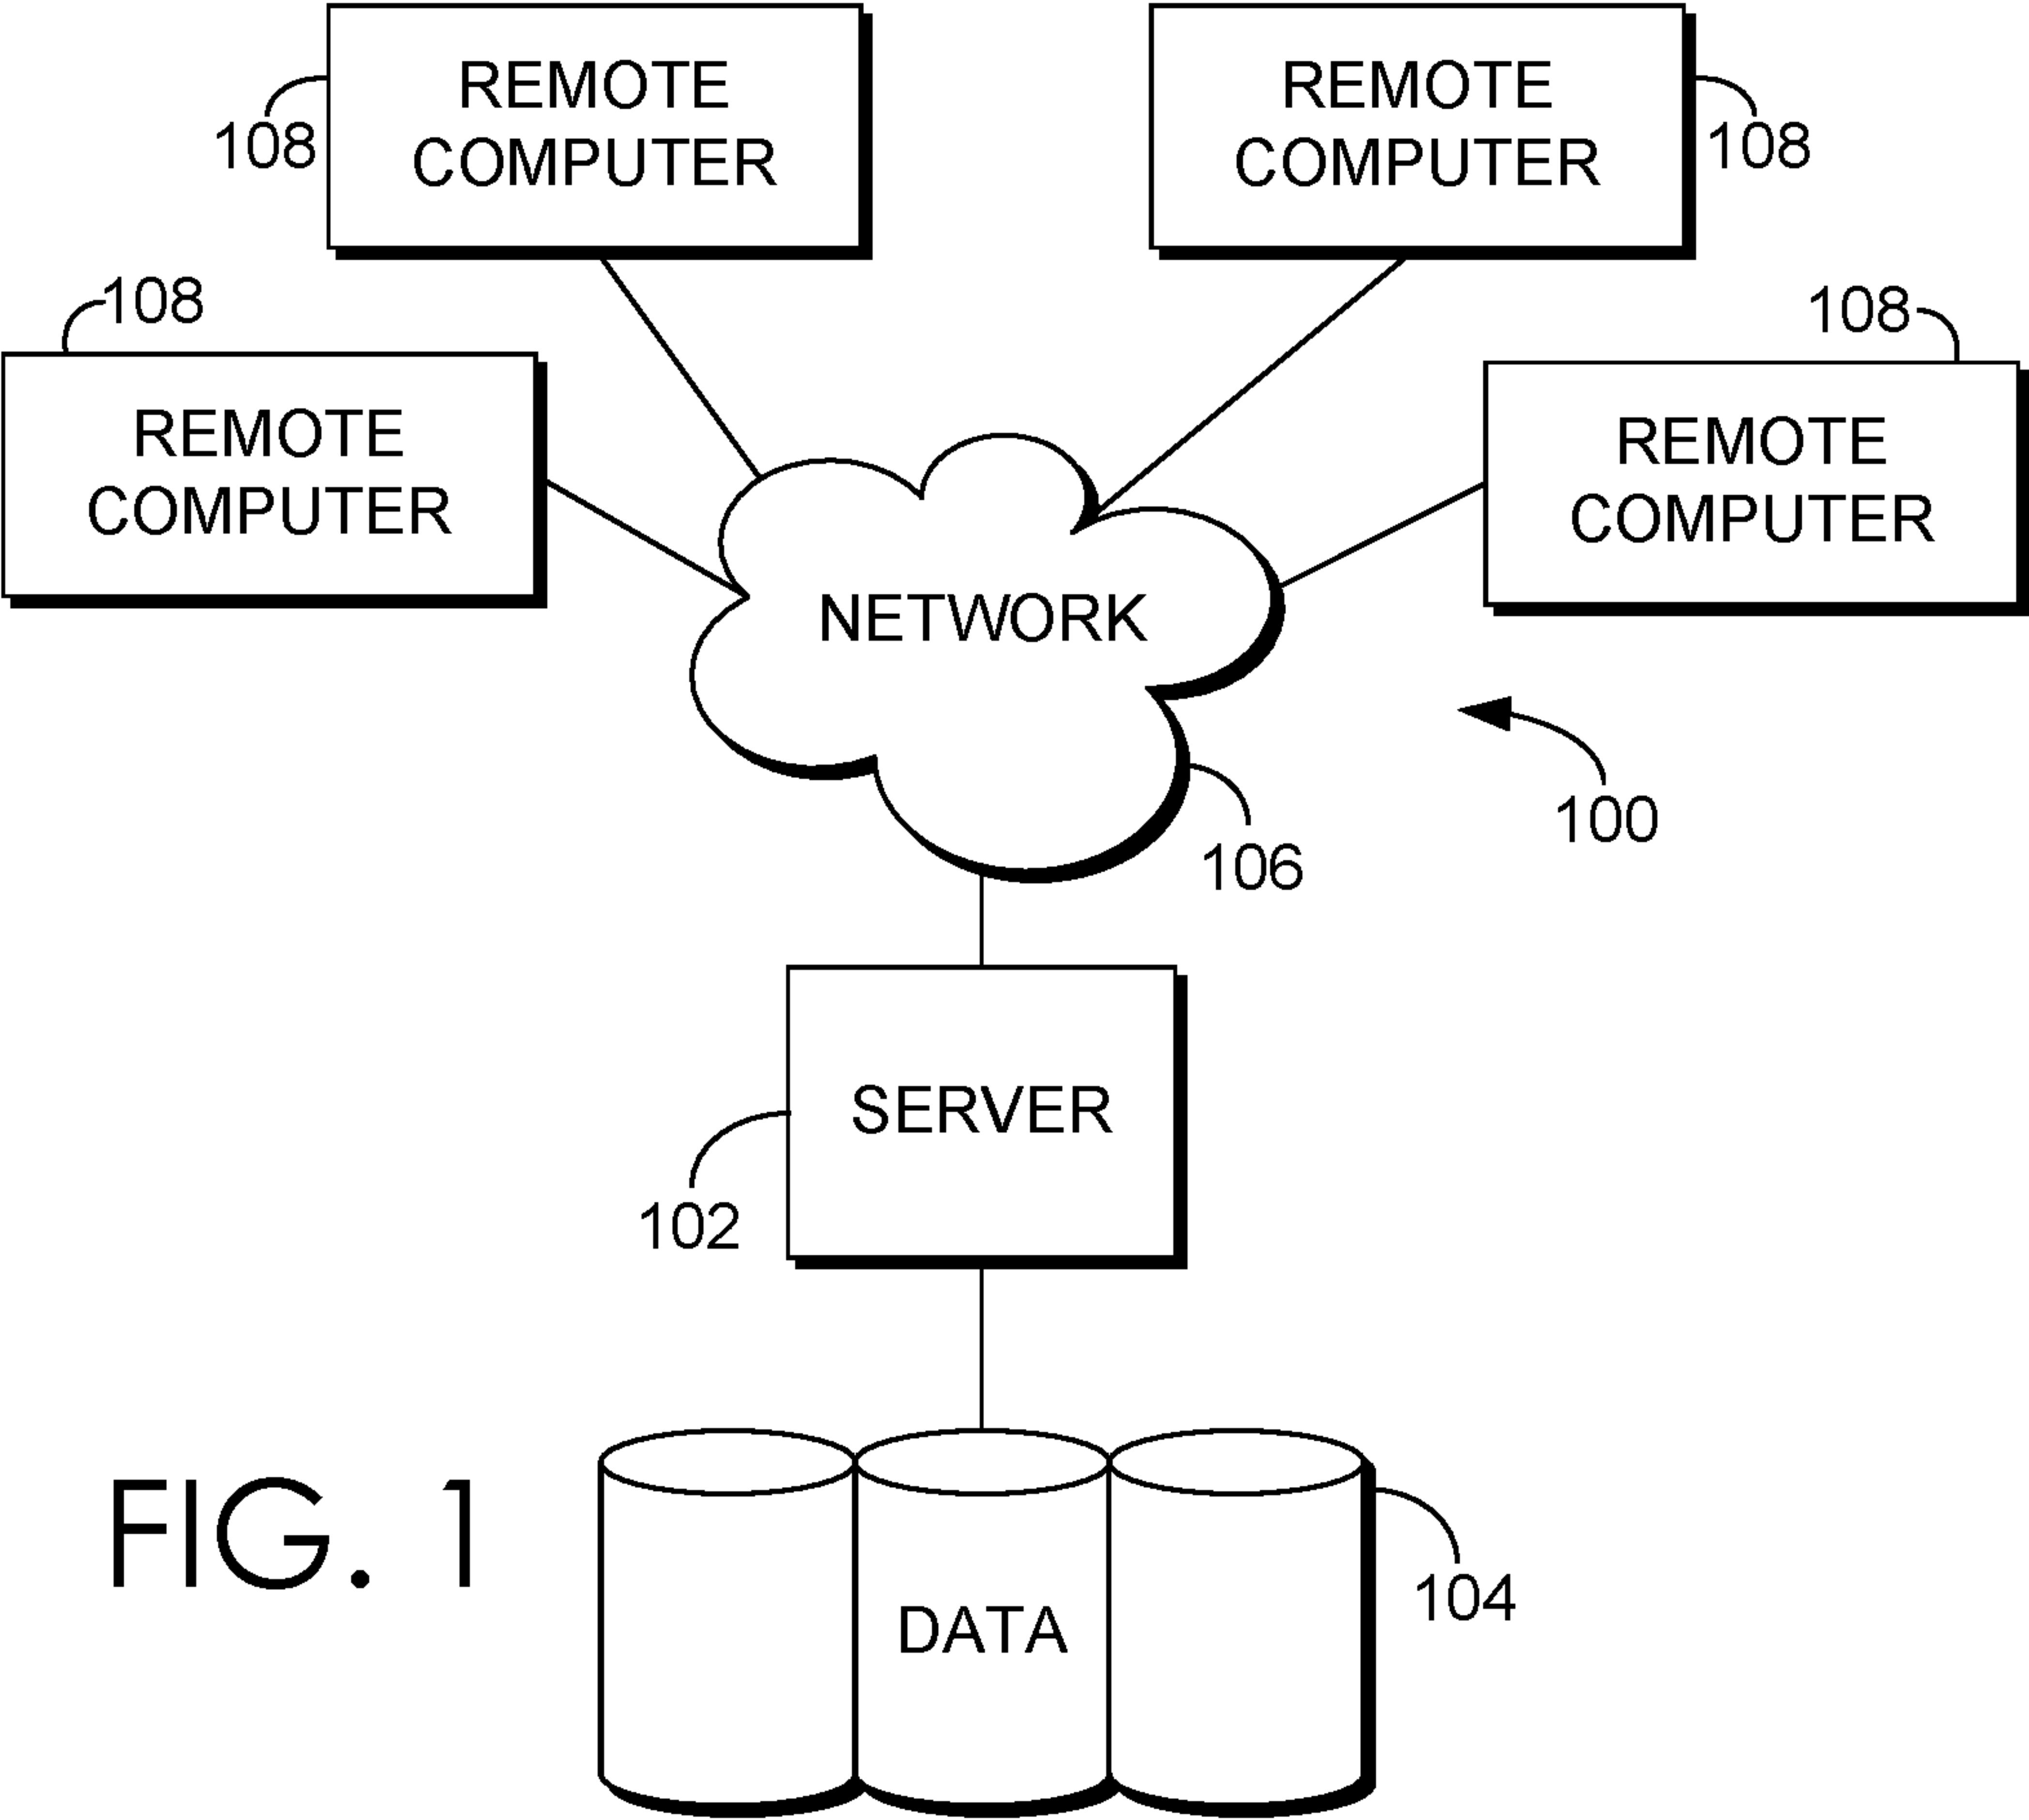 REMOTE
COMPUTER
108
REMOTE
COMPUTER
108
108
REMOTE
COMPUTER
108
REMOTE
COMPUTER
NETWORK
100
106
SERVER
102
FIG. 1
DATA
104